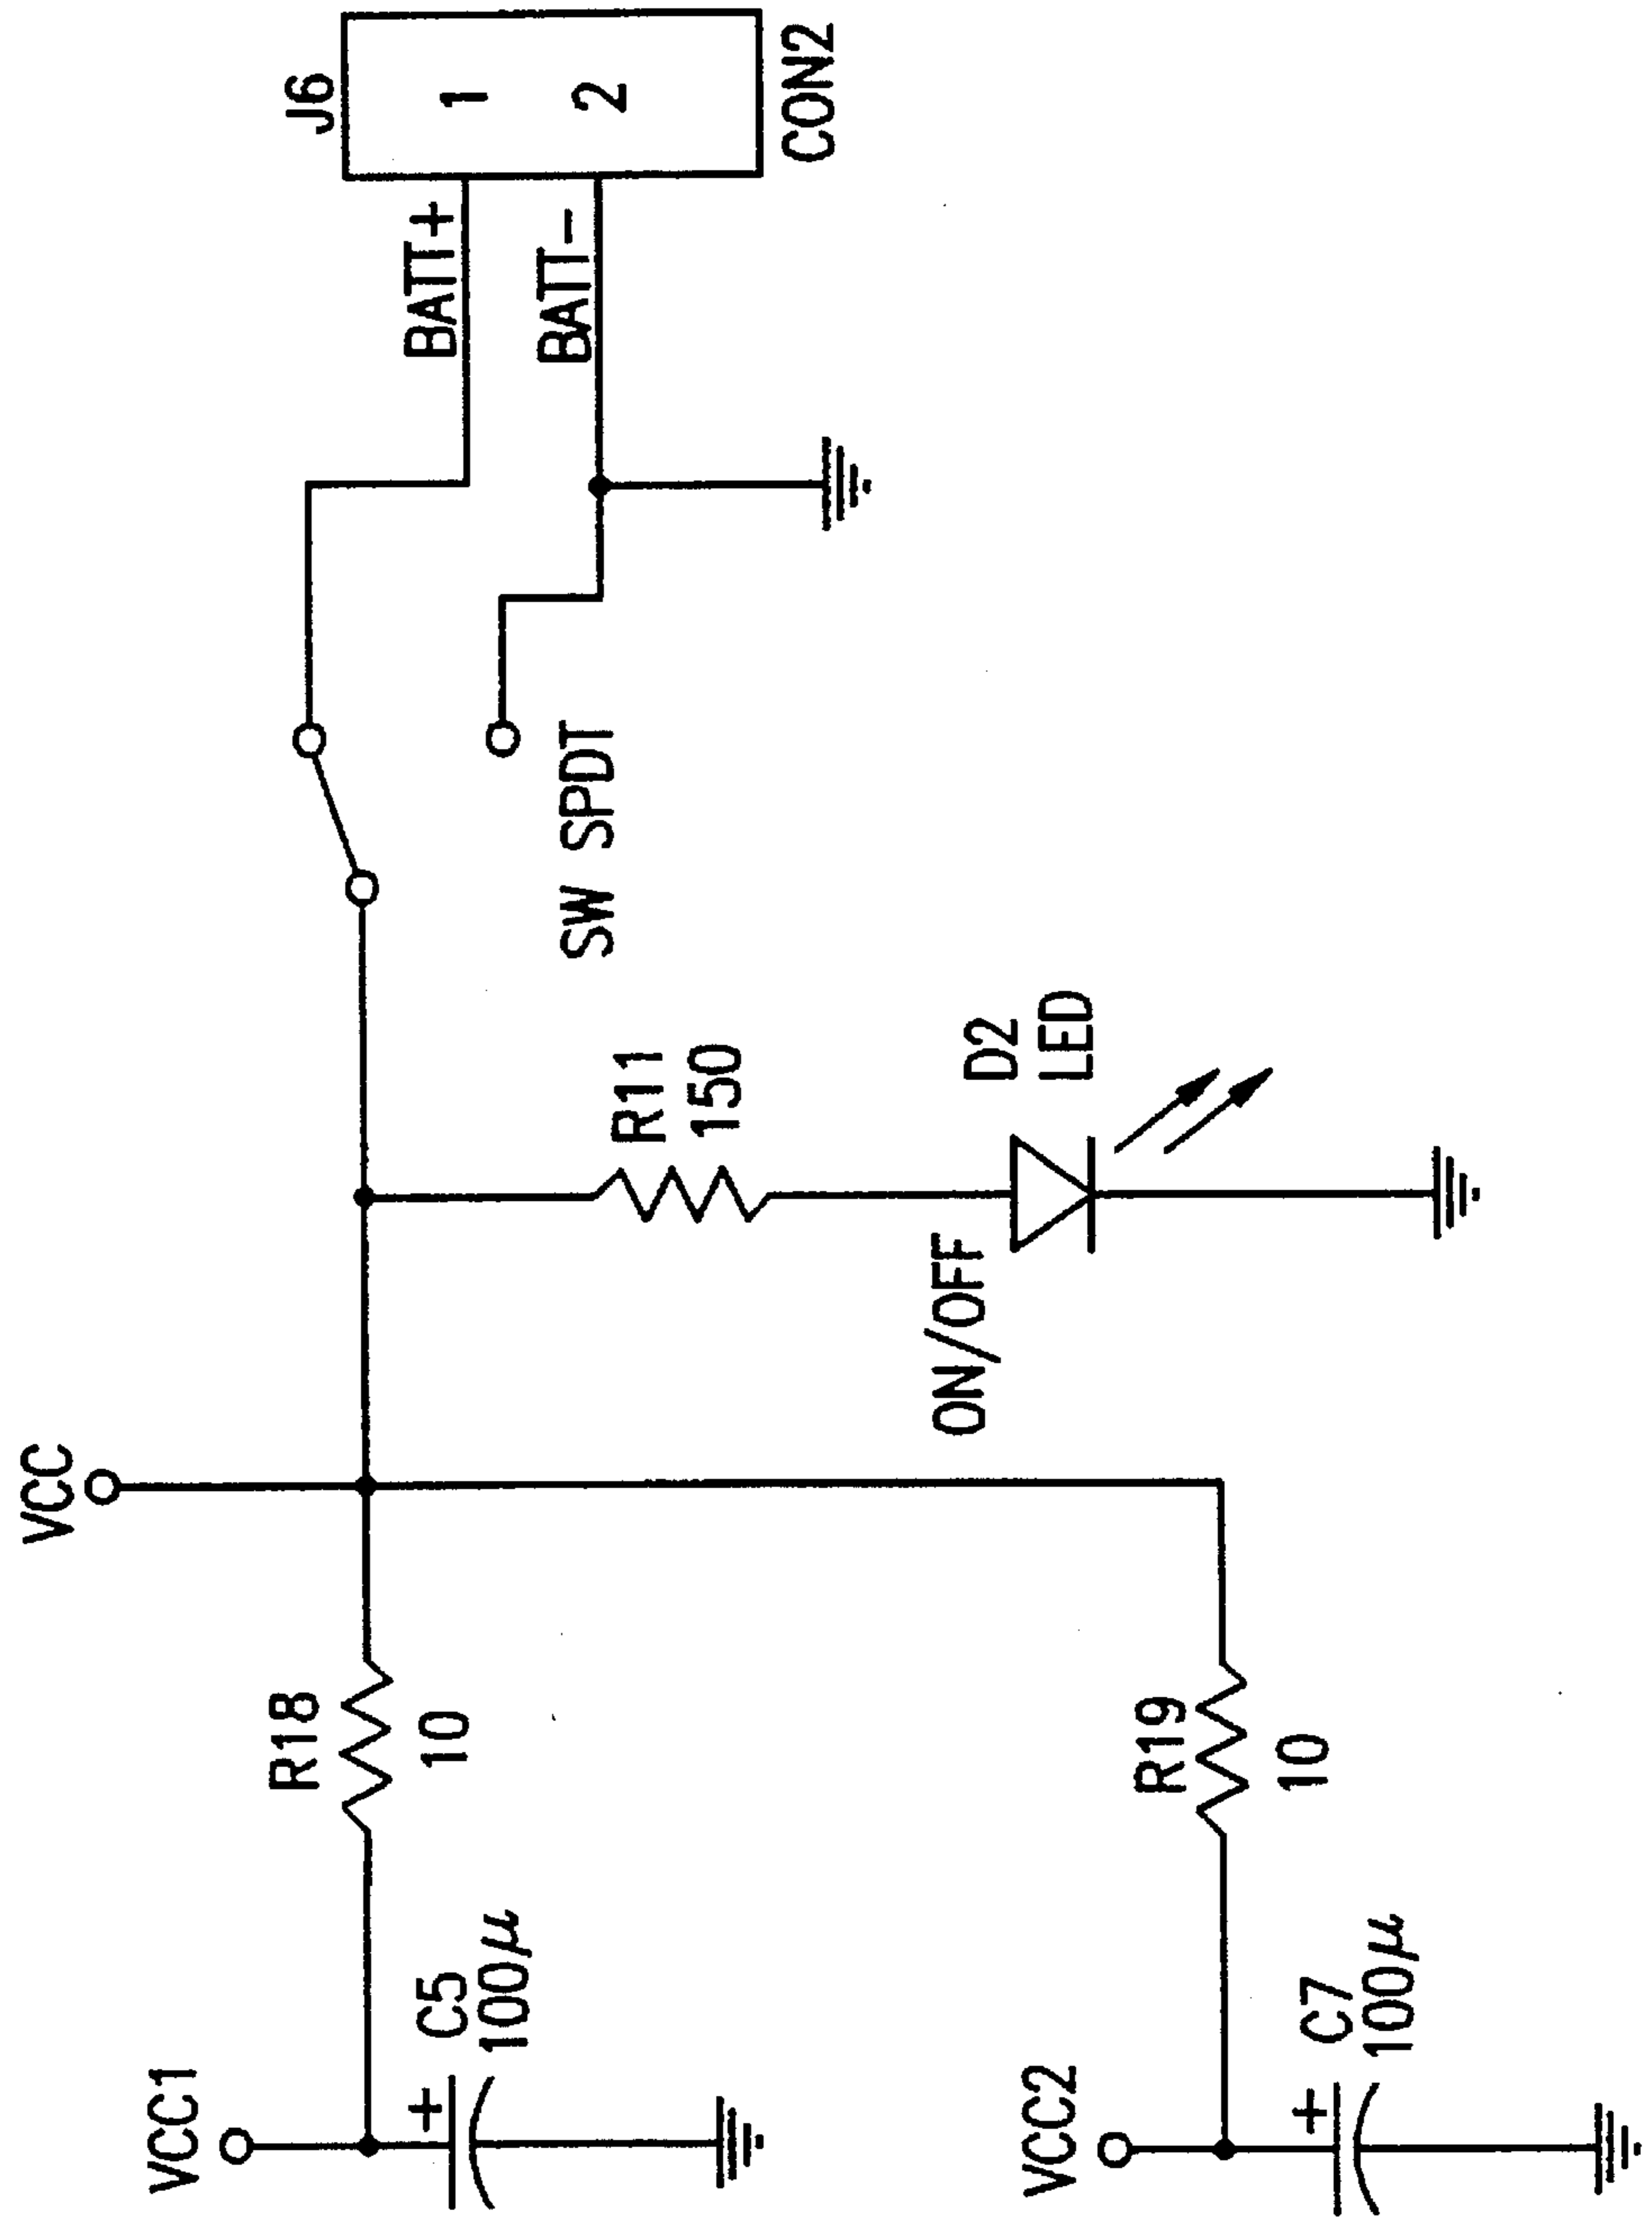 VCC
VCC1
R18
10
+
C5
100μ
J6
BATT+
1
BATT−
2
CON2
SW SPDT
R11
150
ON/OFF
D2
LED
VCC2
R19
10
+
C7
100μ